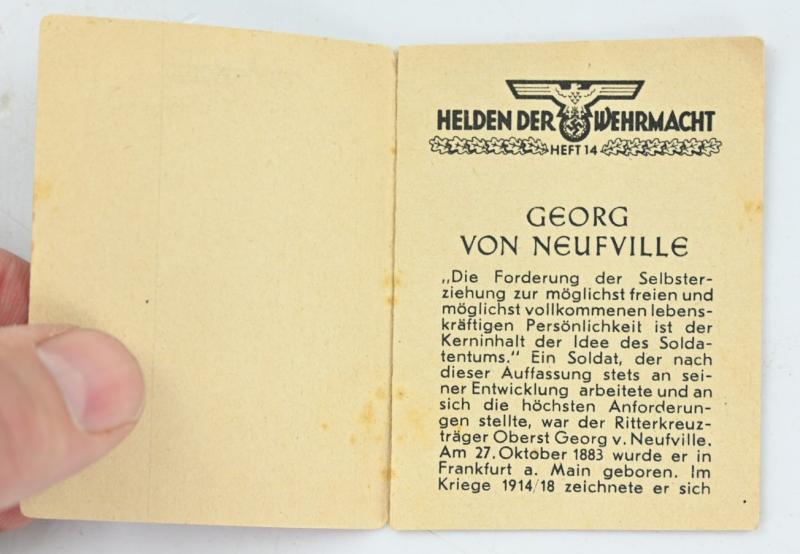 HELDEN DER WEHRMACHT
HEFT 14
GEORG
VON NEUFVILLE
„Die Forderung der Selbster-
ziehung zur möglichst freien und
möglichst vollkommenen lebens-
kräftigen Persönlichkeit ist der
Kerninhalt der Idee des Solda-
tentums." Ein Soldat, der nach
dieser Auffassung stets an sei-
ner Entwicklung arbeitete und an
sich die höchsten Anforderun-
gen stellte, war der Ritterkreuz-
träger Oberst Georg v. Neufville.
Am 27. Oktober 1883 wurde er in
Frankfurt a. Main geboren. Im
Kriege 1914/18 zeichnete er sich